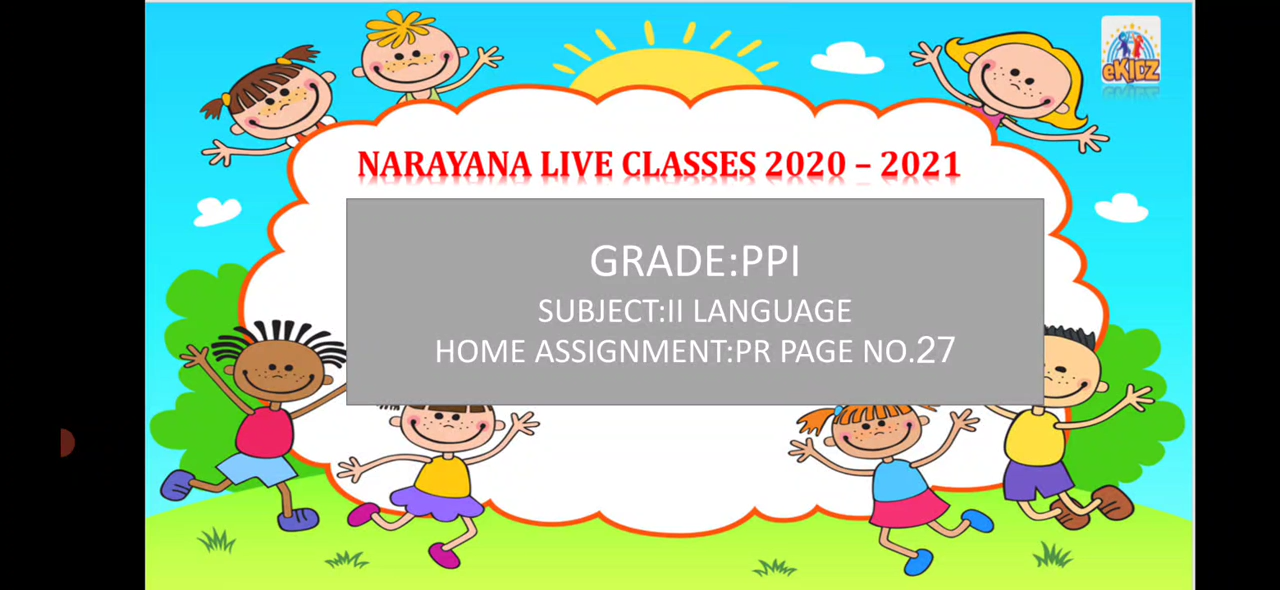 eKIDZ
NARAYANA LIVE CLASSES 2020 – 2021
GRADE:PPI
SUBJECT:II LANGUAGE
HOME ASSIGNMENT:PR PAGE NO.27